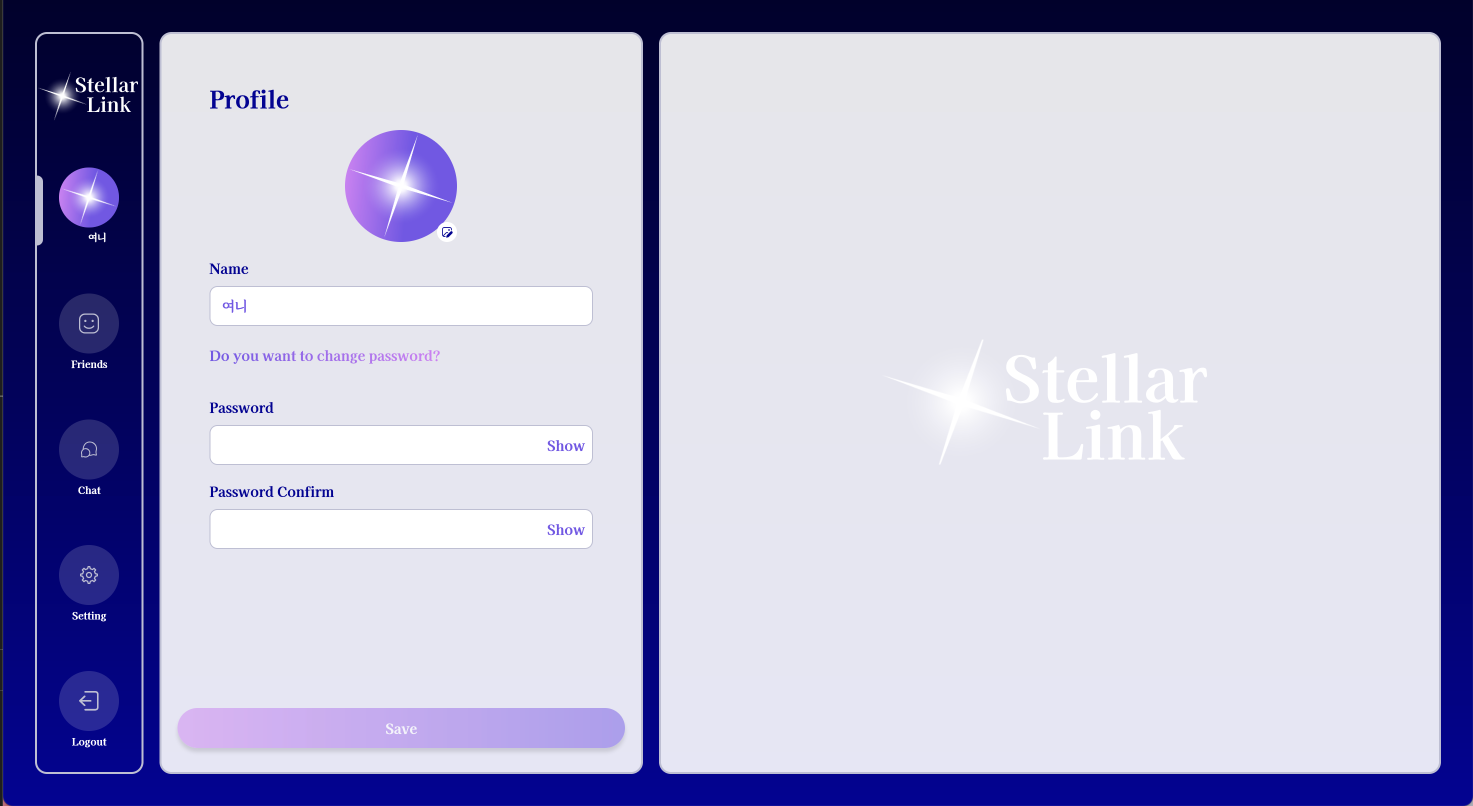 Stellar
Link
여니
Friends
Chat
Setting
Logout
Profile
Name
여니
Do you want to change password?
Password
Show
Password Confirm
Show
Save
Stellar
Link